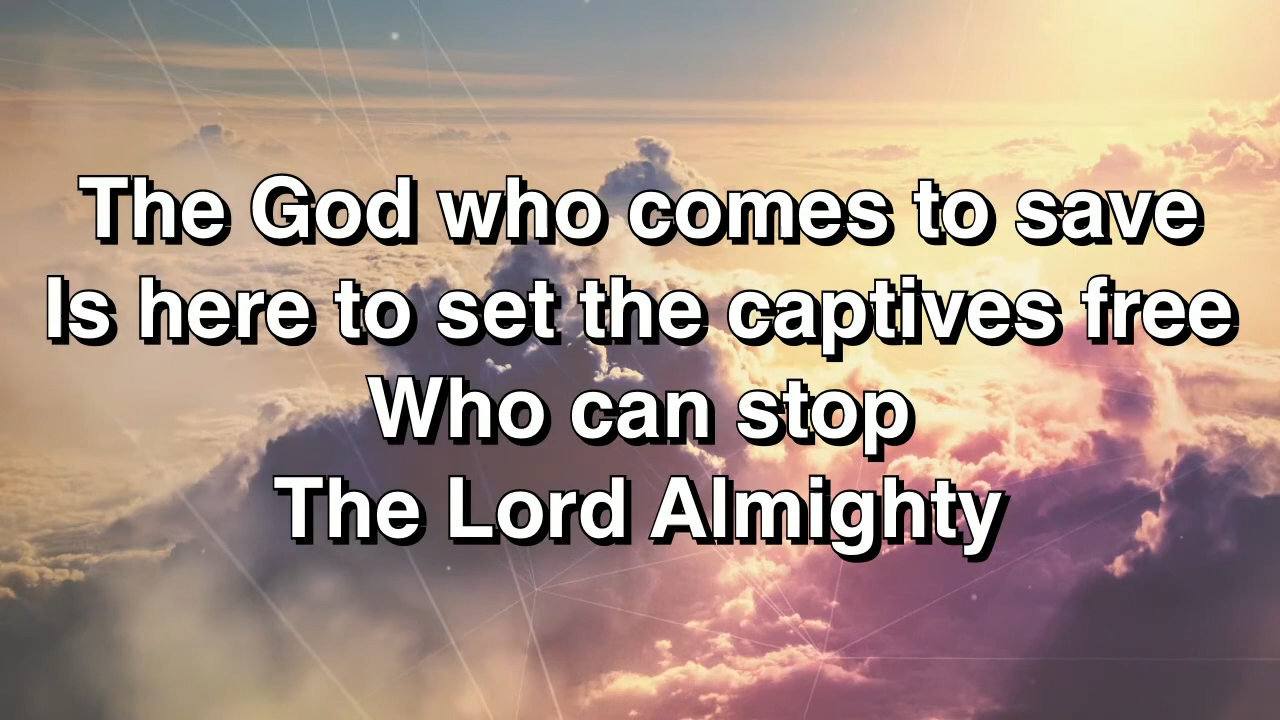 The God who comes to save
Is here to set the captives free
Who can stop
The Lord Almighty